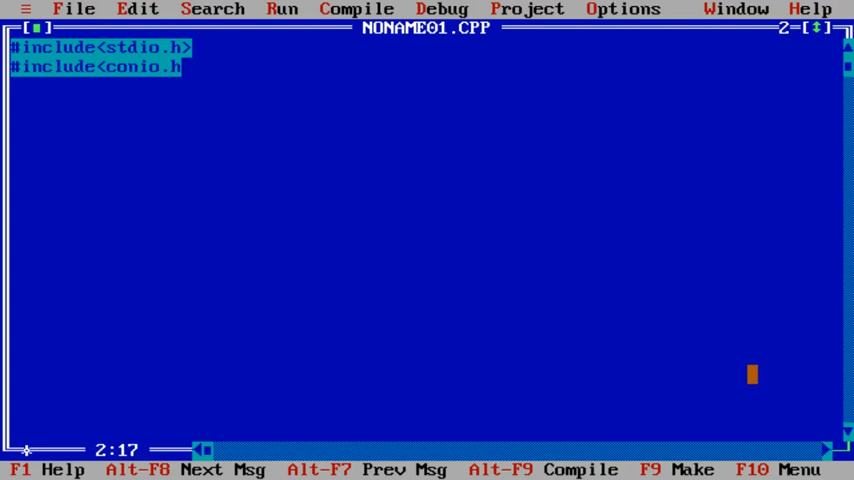 ≡ File Edit Search Run Compile Debug Project Options Window Help
[■] NONAME01.CPP 2=[↕]
#include<stdio.h>
#include<conio.h
* 2:17
F1 Help Alt-F8 Next Msg Alt-F7 Prev Msg Alt-F9 Compile F9 Make F10 Menu